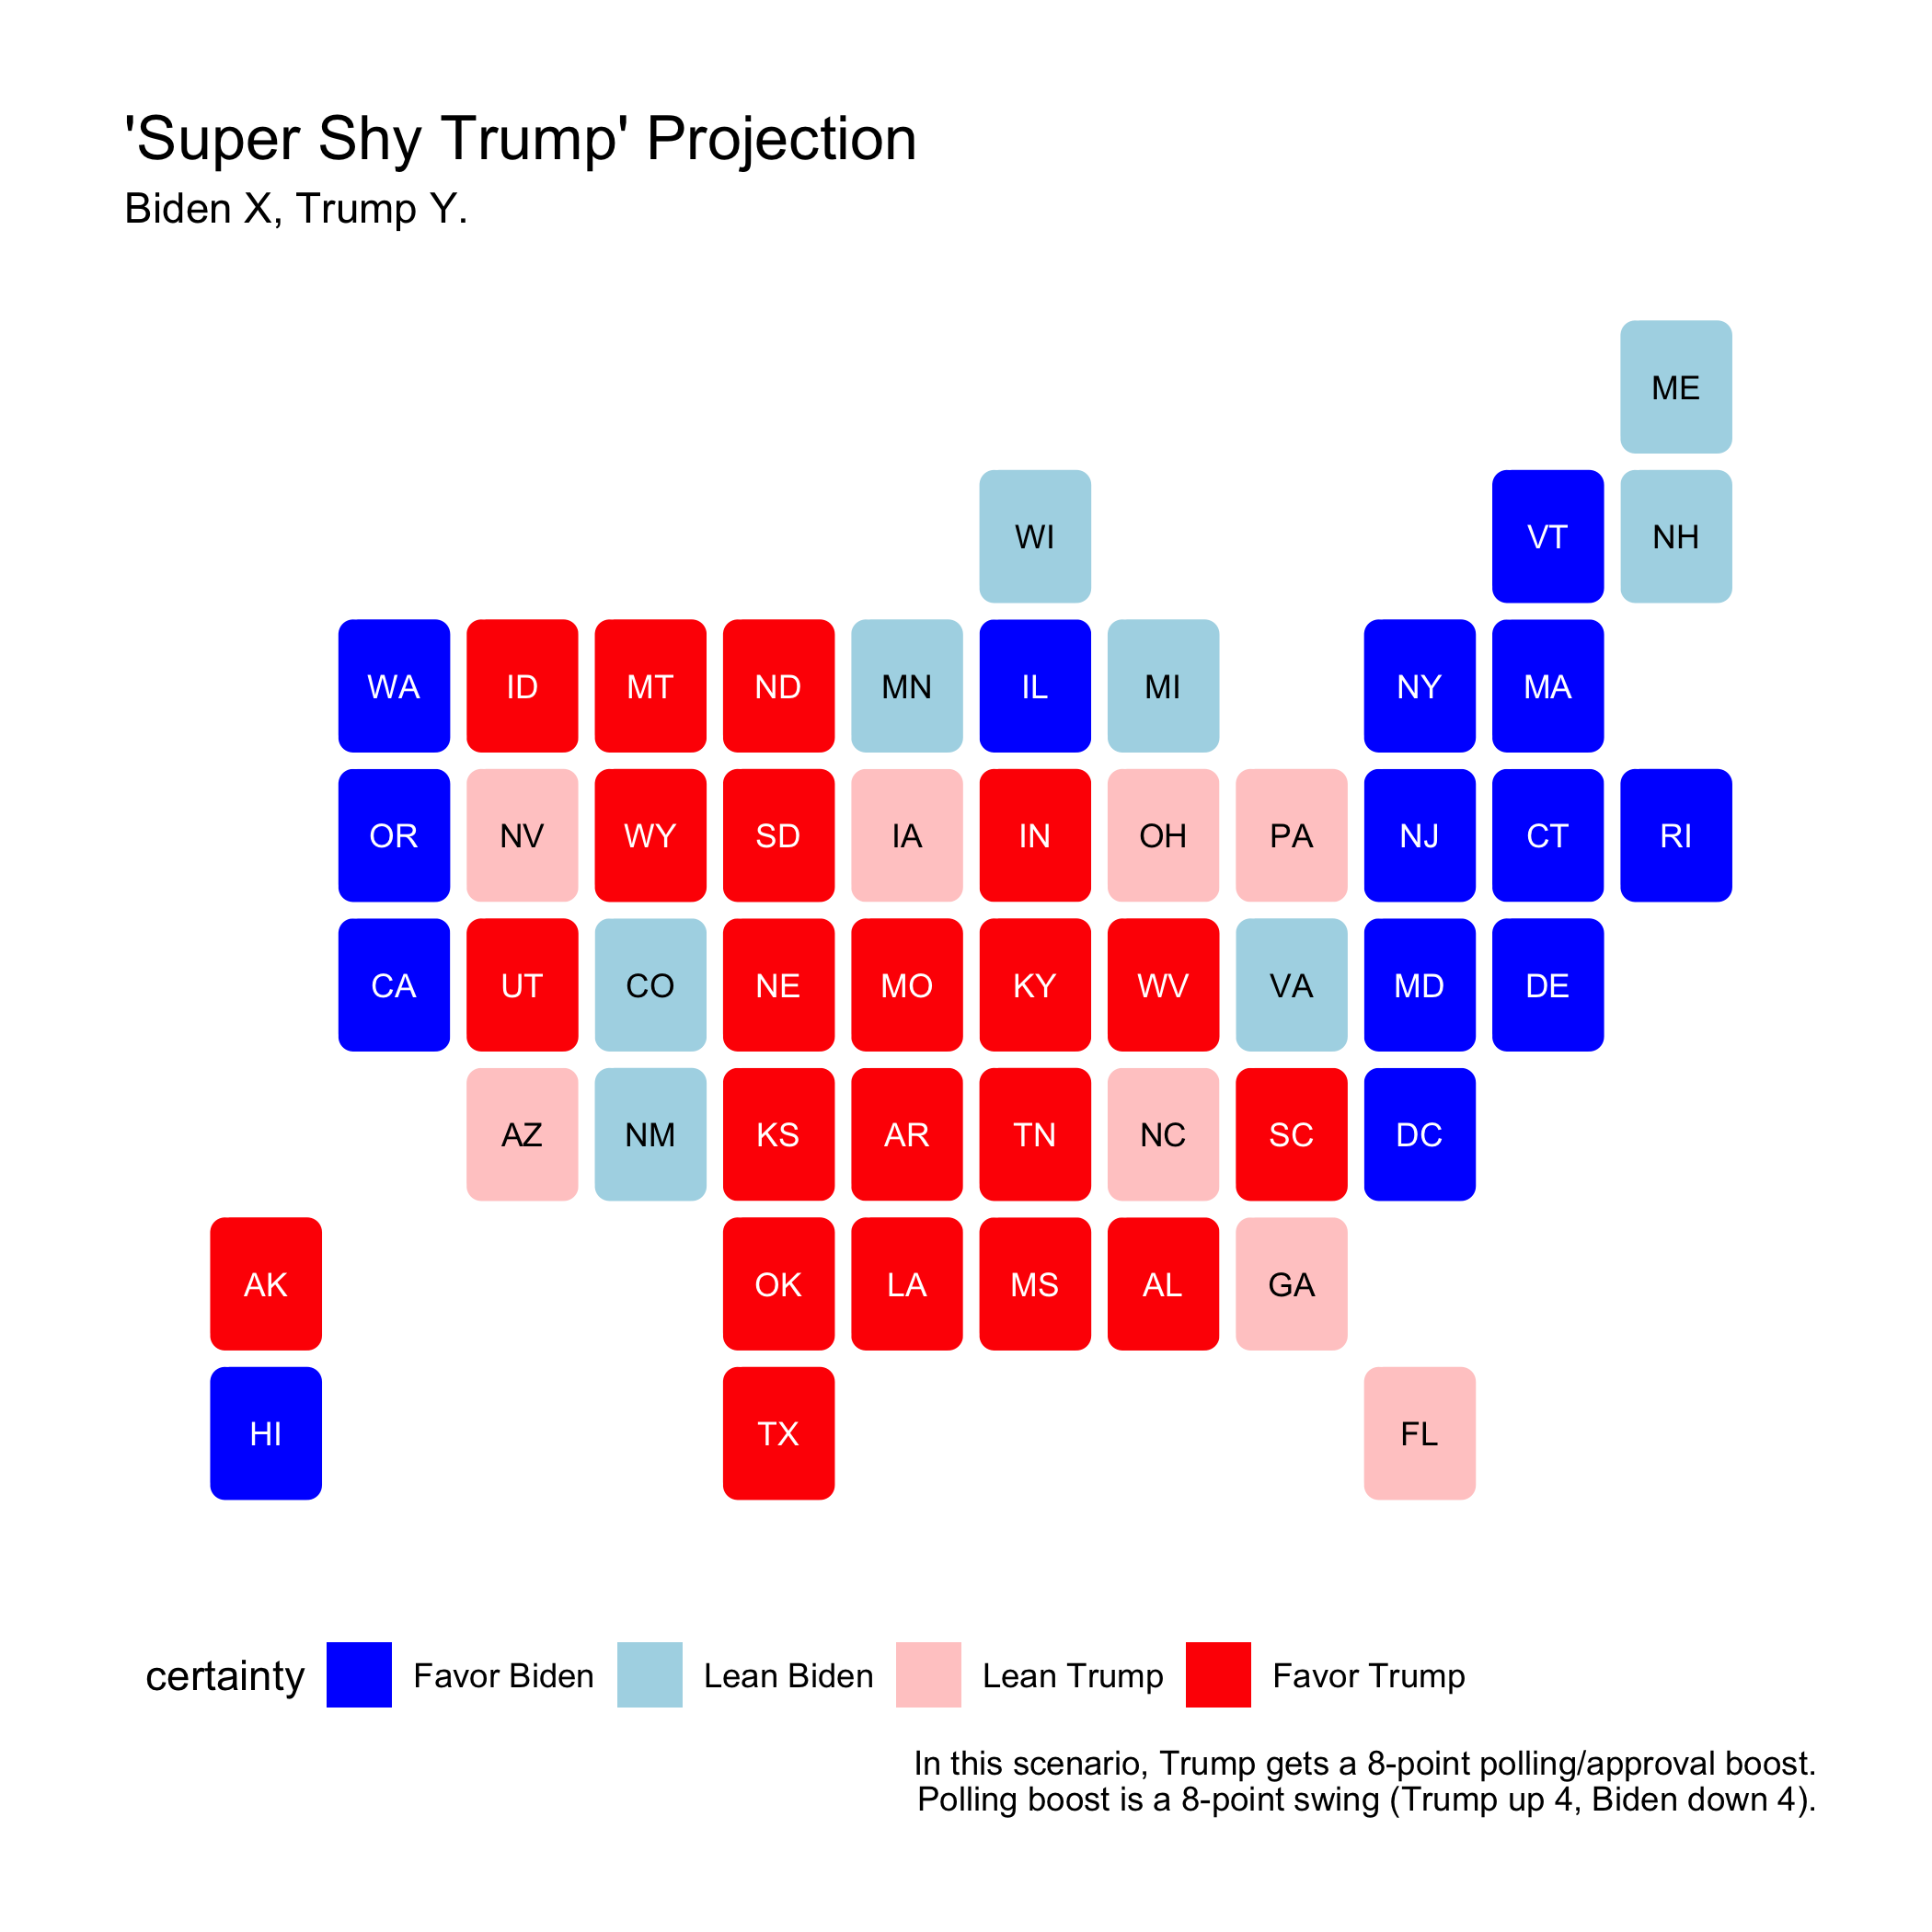 'Super Shy Trump' Projection
Biden X, Trump Y.
ME
WI VT NH
WA ID MT ND MN IL MI NY MA
OR NV WY SD IA IN OH PA NJ CT RI
CA UT CO NE MO KY WV VA MD DE
AZ NM KS AR TN NC SC DC
AK OK LA MS AL GA
HI TX FL
certainty Favor Biden Lean Biden Lean Trump Favor Trump
In this scenario, Trump gets a 8-point polling/approval boost.
Polling boost is a 8-point swing (Trump up 4, Biden down 4).